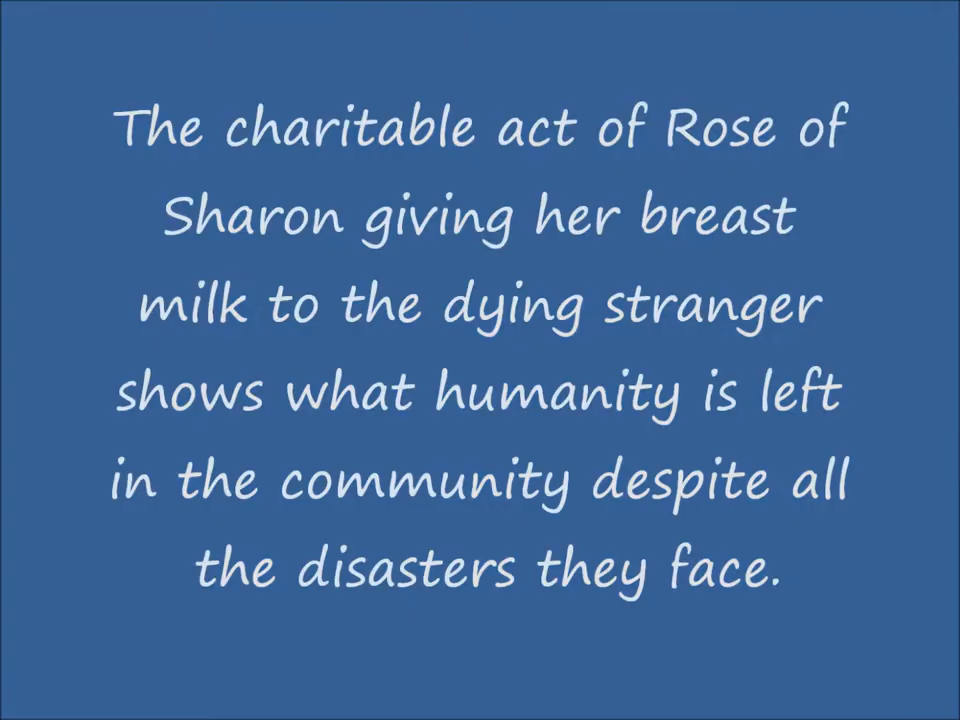 The charitable act of Rose of
Sharon giving her breast
milk to the dying stranger
shows what humanity is left
in the community despite all
the disasters they face.